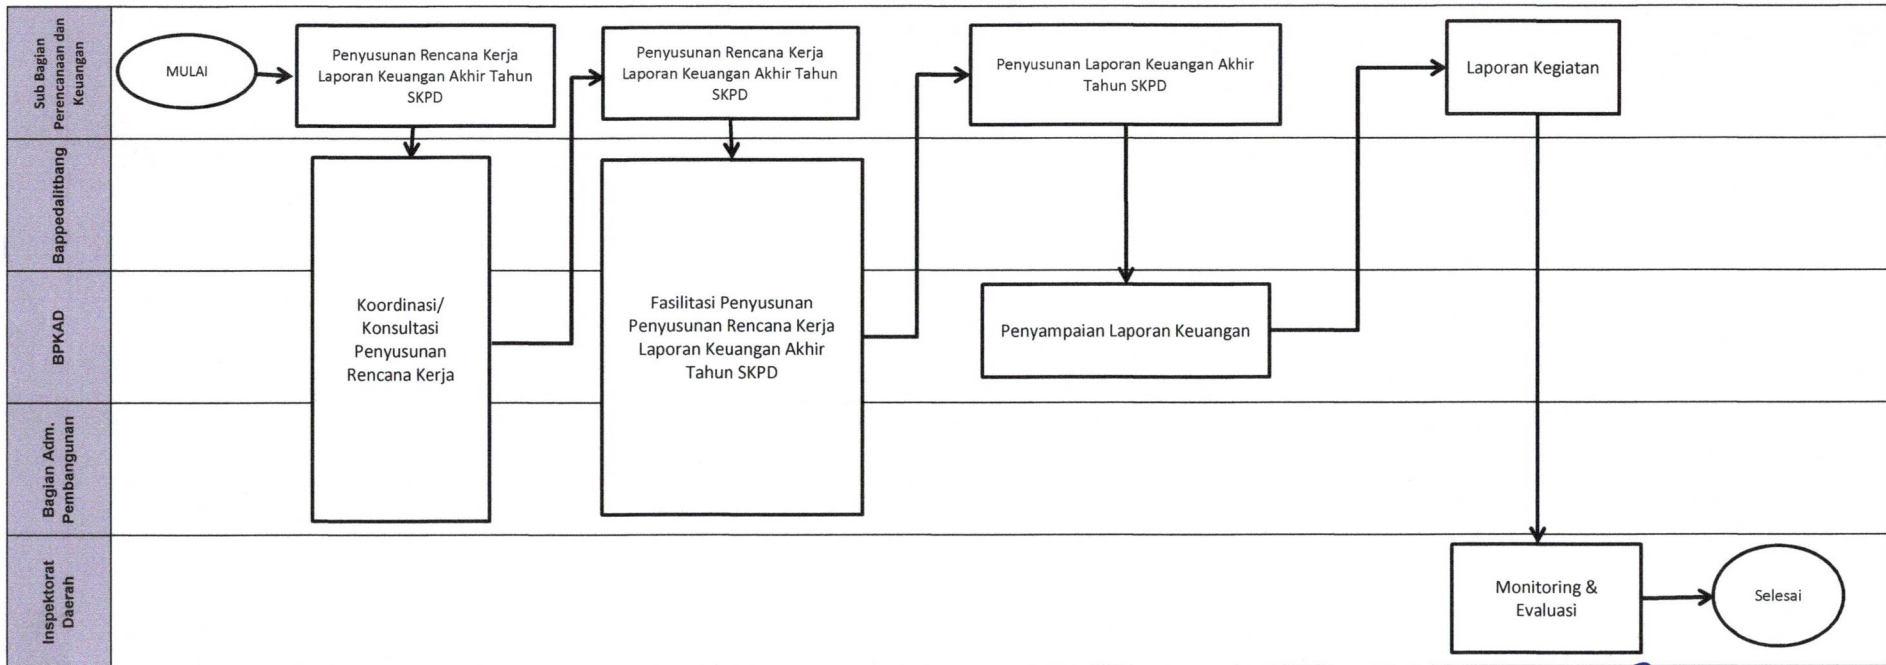 Sub Bagian
Perencanaan dan
Keuangan
MULAI
Penyusunan Rencana Kerja
Laporan Keuangan Akhir Tahun
SKPD
Penyusunan Rencana Kerja
Laporan Keuangan Akhir Tahun
SKPD
Penyusunan Laporan Keuangan Akhir
Tahun SKPD
Laporan Kegiatan
Bappedalitbang
BPKAD
Koordinasi/
Konsultasi
Penyusunan
Rencana Kerja
Fasilitasi Penyusunan
Penyusunan Rencana Kerja
Laporan Keuangan Akhir
Tahun SKPD
Penyampaian Laporan Keuangan
Bagian Adm.
Pembangunan
Inspektorat
Daerah
Monitoring &
Evaluasi
Selesai